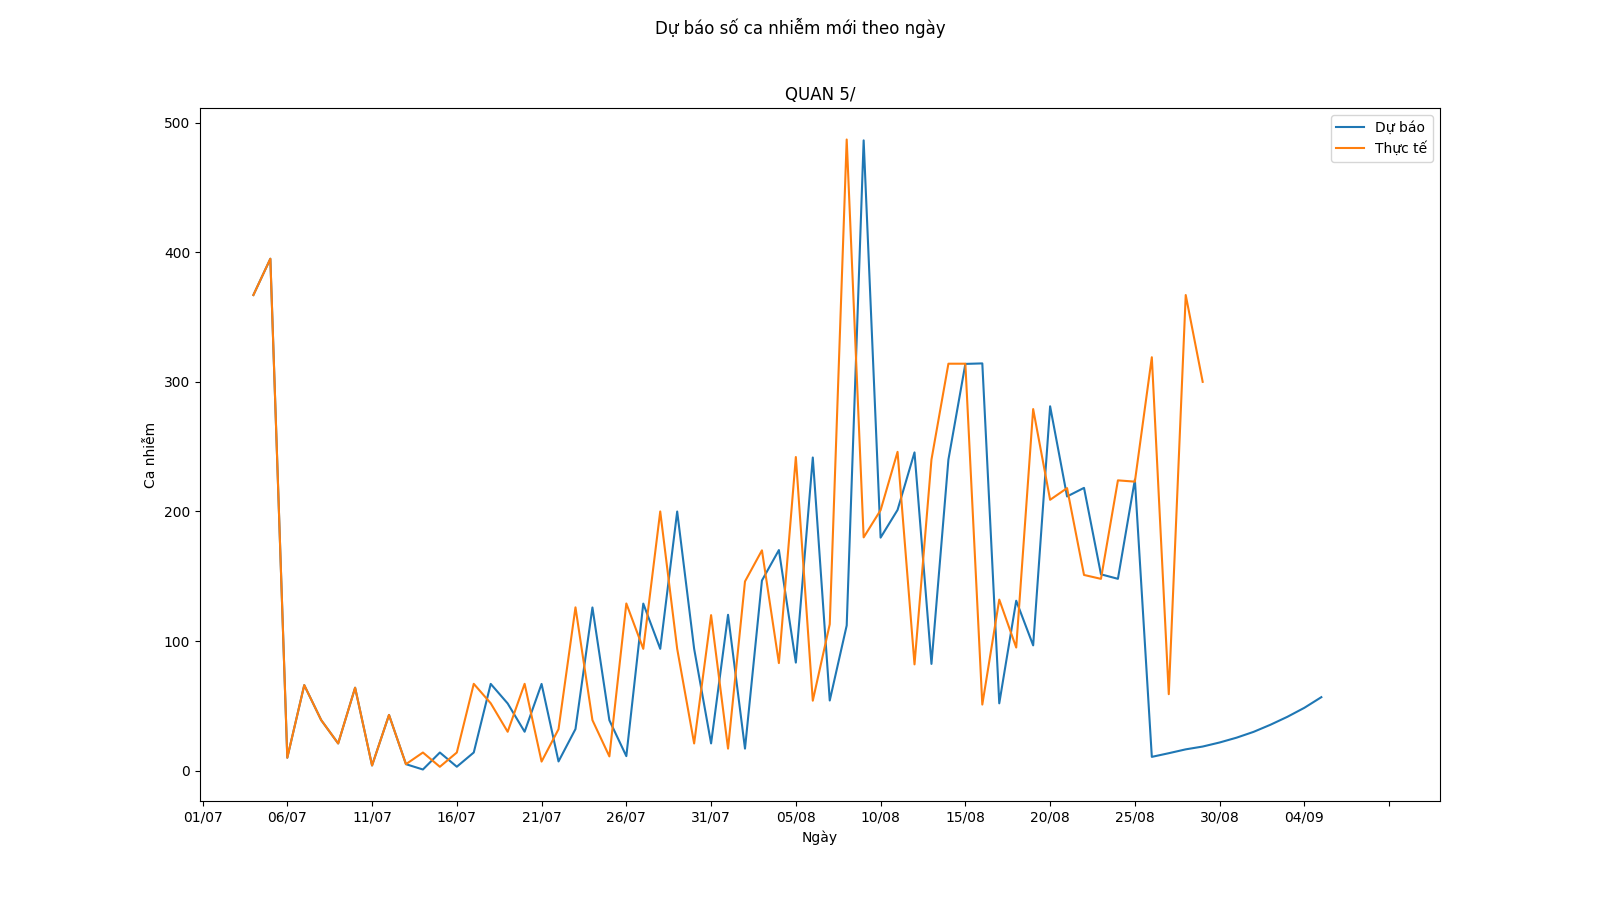 Dự báo số ca nhiễm mới theo ngày
QUAN 5/
Dự báo
Thực tế
500
400
300
200
100
0
Ca nhiễm
01/07 06/07 11/07 16/07 21/07 26/07 31/07 05/08 10/08 15/08 20/08 25/08 30/08 04/09
Ngày